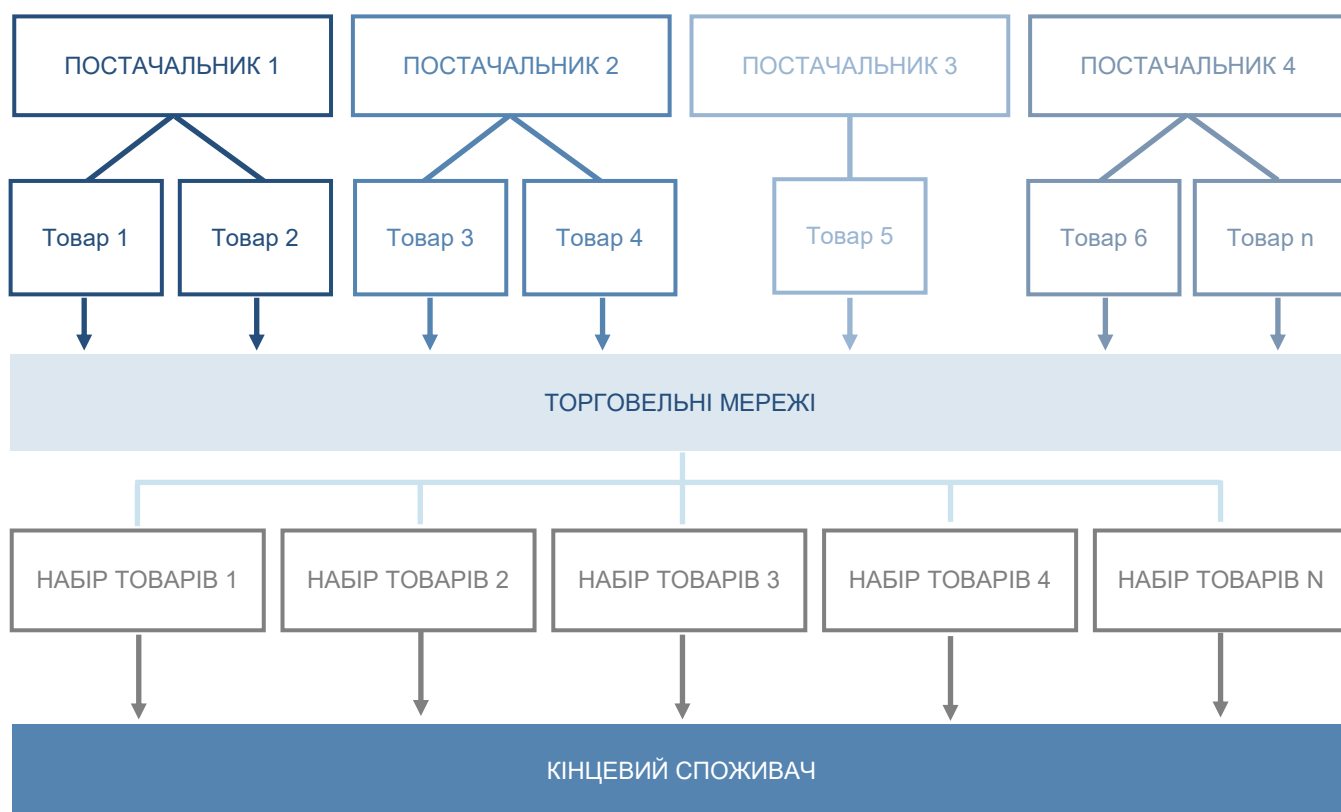 ПОСТАЧАЛЬНИК 1
ПОСТАЧАЛЬНИК 2
ПОСТАЧАЛЬНИК 3
ПОСТАЧАЛЬНИК 4
Товар 1
Товар 2
Товар 3
Товар 4
Товар 5
Товар 6
Товар n
ТОРГОВЕЛЬНІ МЕРЕЖІ
НАБІР ТОВАРІВ 1
НАБІР ТОВАРІВ 2
НАБІР ТОВАРІВ 3
НАБІР ТОВАРІВ 4
НАБІР ТОВАРІВ N
КІНЦЕВИЙ СПОЖИВАЧ